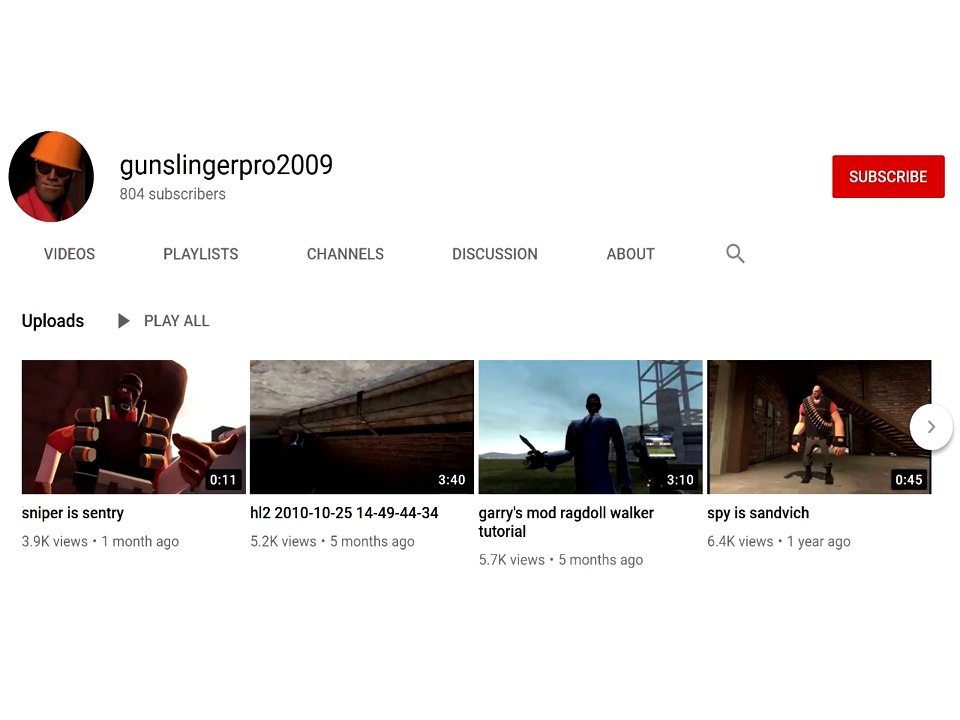 gunslingerpro2009
804 subscribers
SUBSCRIBE
VIDEOS PLAYLISTS CHANNELS DISCUSSION ABOUT
Uploads PLAY ALL
0:11 3:40 3:10 0:45
sniper is sentry
3.9K views • 1 month ago
hl2 2010-10-25 14-49-44-34
5.2K views • 5 months ago
garry's mod ragdoll walker
tutorial
5.7K views • 5 months ago
spy is sandvich
6.4K views • 1 year ago